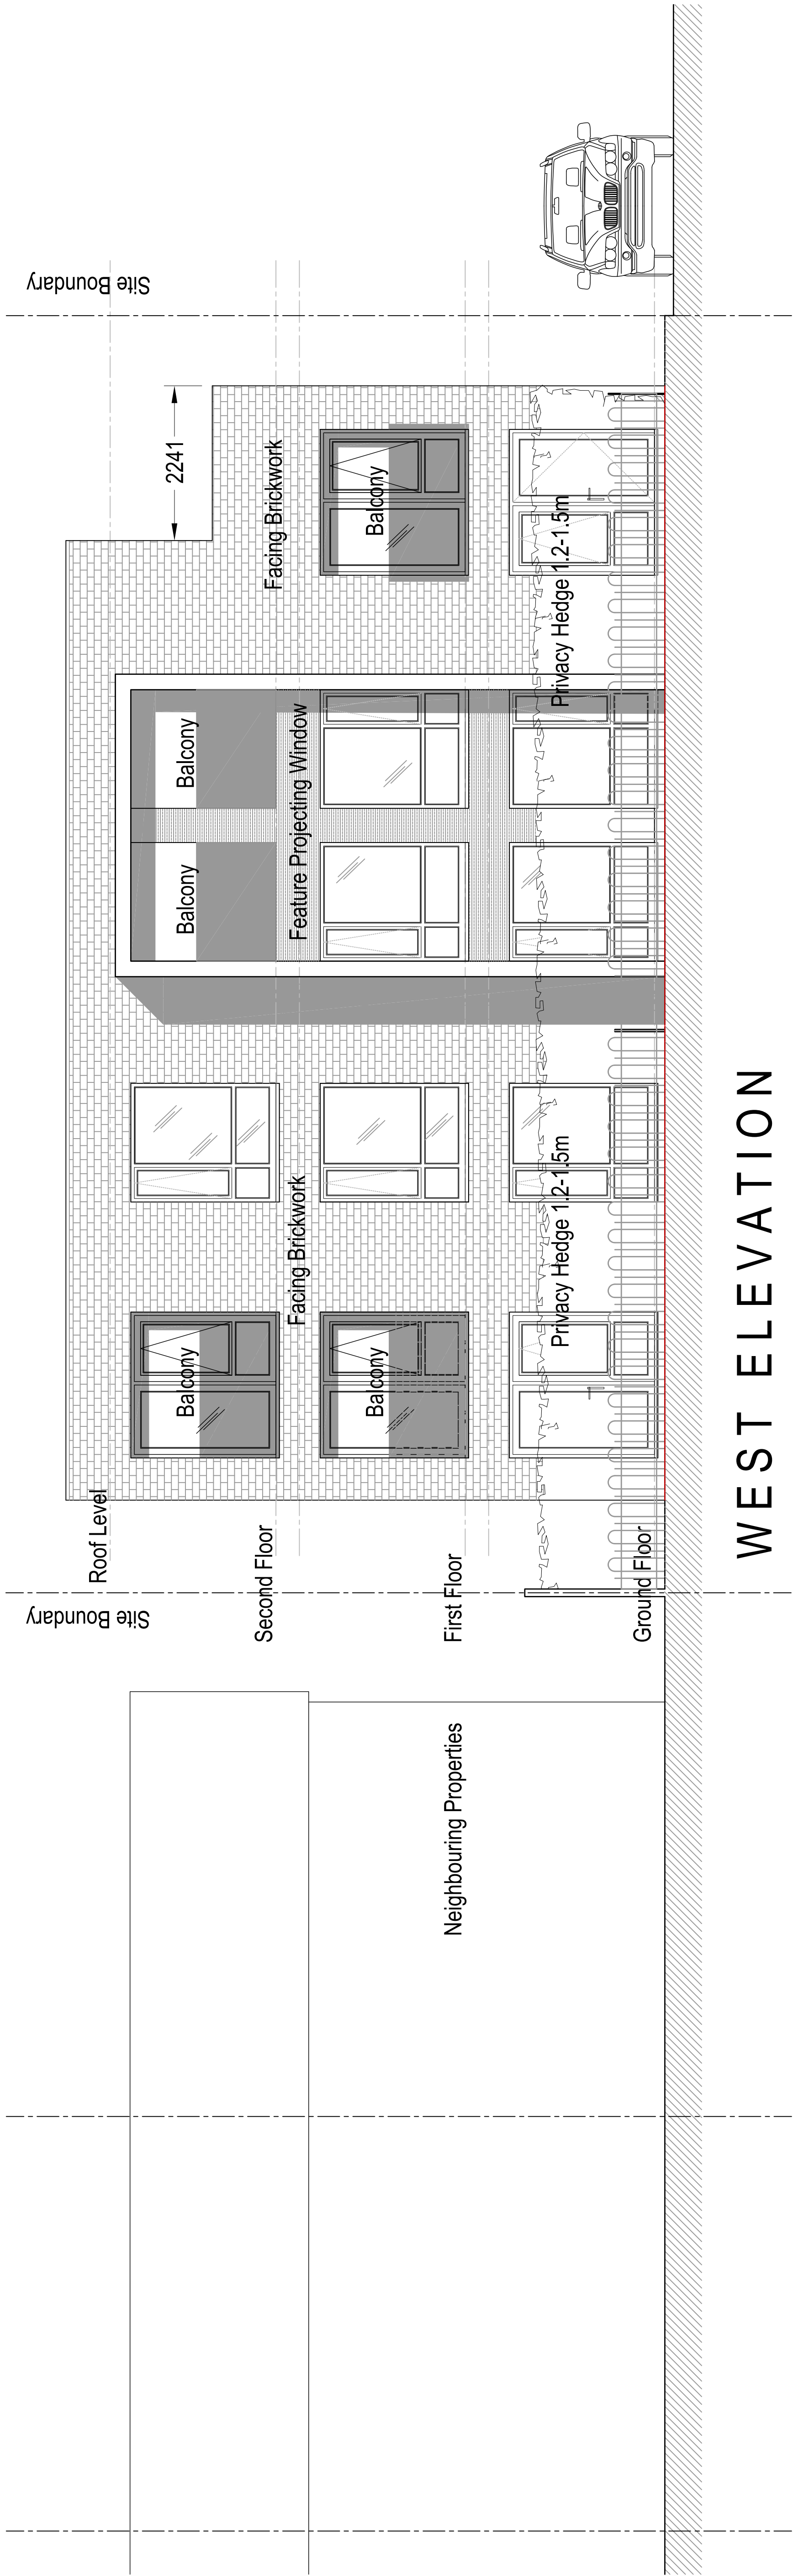 Site Boundary
Site Boundary
Roof Level
2241
Balcony
Balcony
Balcony
Second Floor
Facing Brickwork
Facing Brickwork
Feature Projecting Window
Balcony
Balcony
First Floor
Neighbouring Properties
Privacy Hedge 1.2-1.5m
Privacy Hedge 1.2-1.5m
Ground Floor
WEST ELEVATION